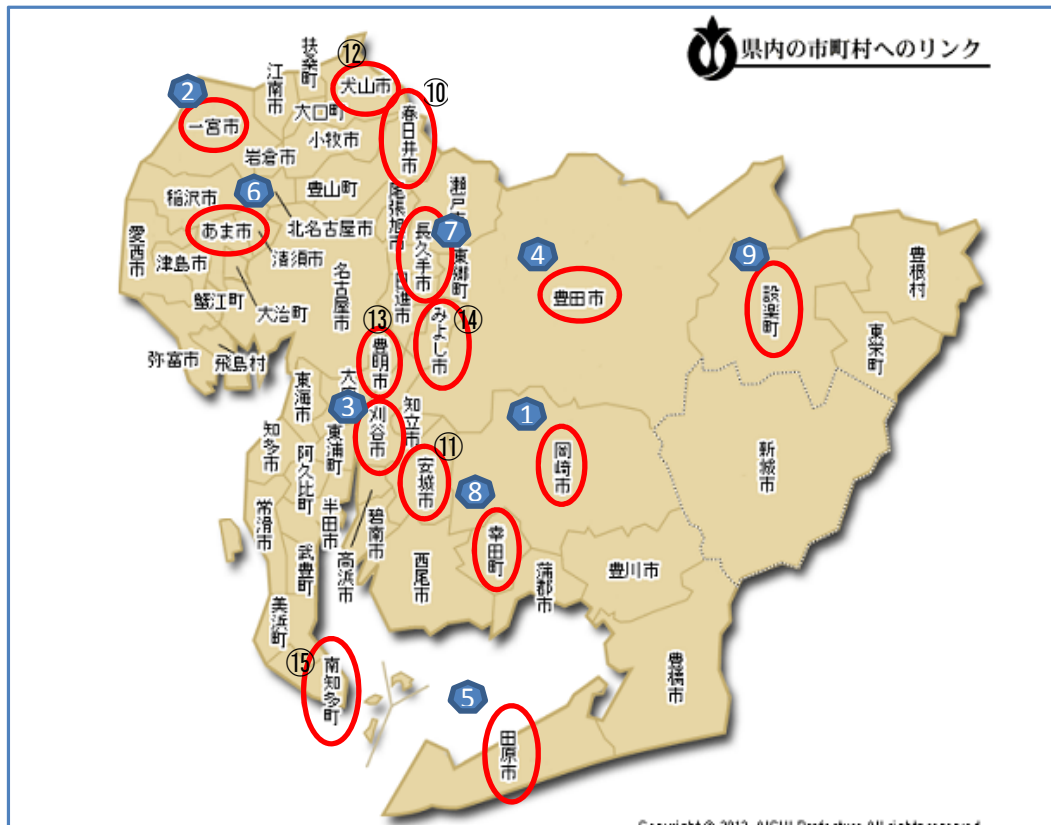 県内の市町村へのリンク
⑫
扶桑町
江南市
犬山市
⑩
2
一宮市
大口町
春日井市
小牧市
岩倉市
豊山町
稲沢市
6
尾張旭市
あま市
北名古屋市
長久手市
7
東郷町
4
9
愛西市
津島市
清須市
名古屋市
日進市
豊田市
設楽町
豊根村
蟹江町
大治町
みよし市
⑭
⑬
豊明市
東栄町
弥富市
飛島村
東海市
3
刈谷市
知立市
1
知多市
東浦町
阿久比町
⑪
安城市
岡崎市
新城市
8
常滑市
半田市
碧南市
幸田町
武豊町
高浜市
西尾市
蒲郡市
豊川市
美浜町
⑮
南知多町
豊橋市
5
田原市